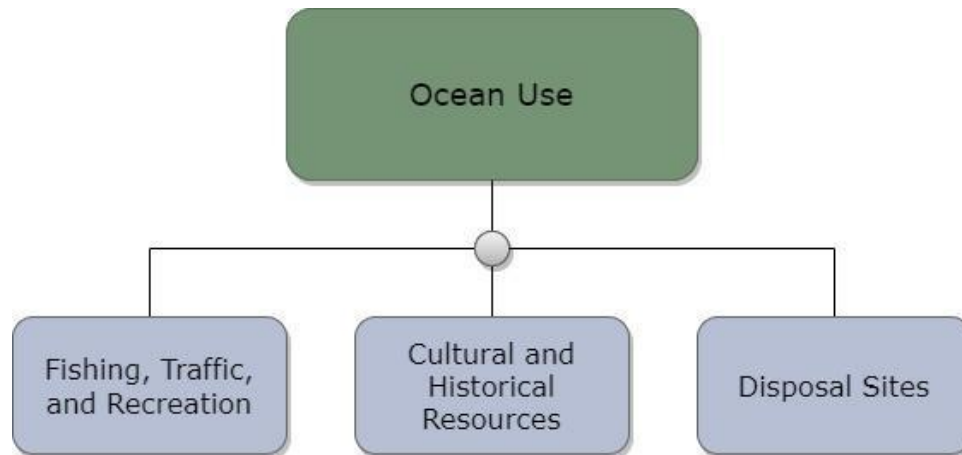 Ocean Use
Fishing, Traffic,
and Recreation
Cultural and
Historical
Resources
Disposal Sites